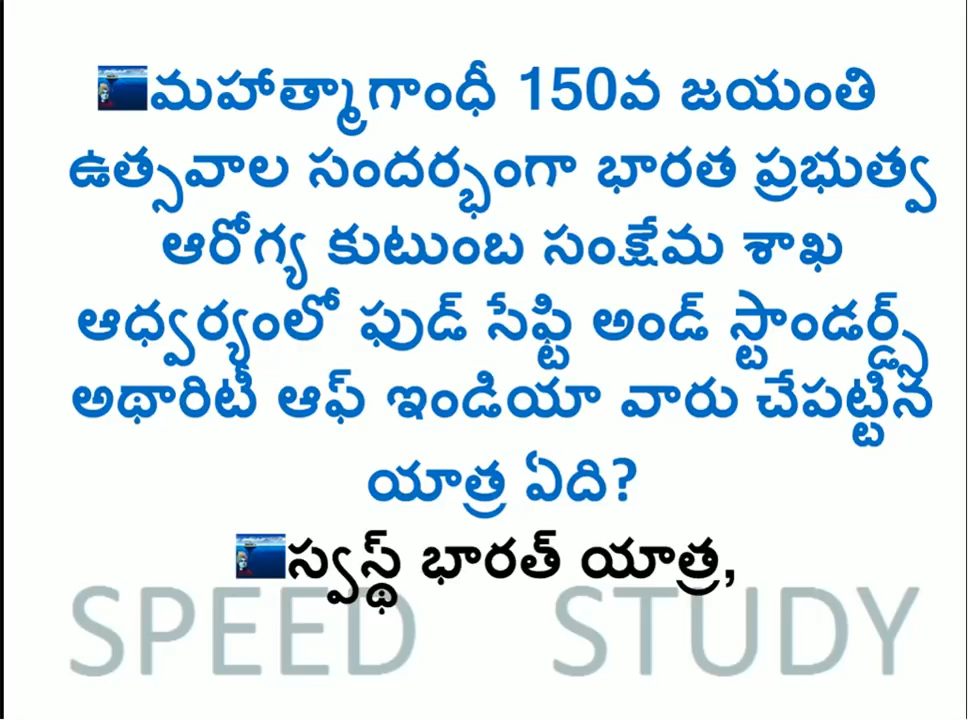 మహాత్మాగాంధీ 150వ జయంతి
ఉత్సవాల సందర్భంగా భారత ప్రభుత్వ
ఆరోగ్య కుటుంబ సంక్షేమ శాఖ
ఆధ్వర్యంలో ఫుడ్ సేఫ్టి అండ్ స్టాండర్డ్స్
అథారిటీ ఆఫ్ ఇండియా వారు చేపట్టిన
యాత్ర ఏది?
స్వస్థ్ భారత్ యాత్ర,
SPEED STUDY